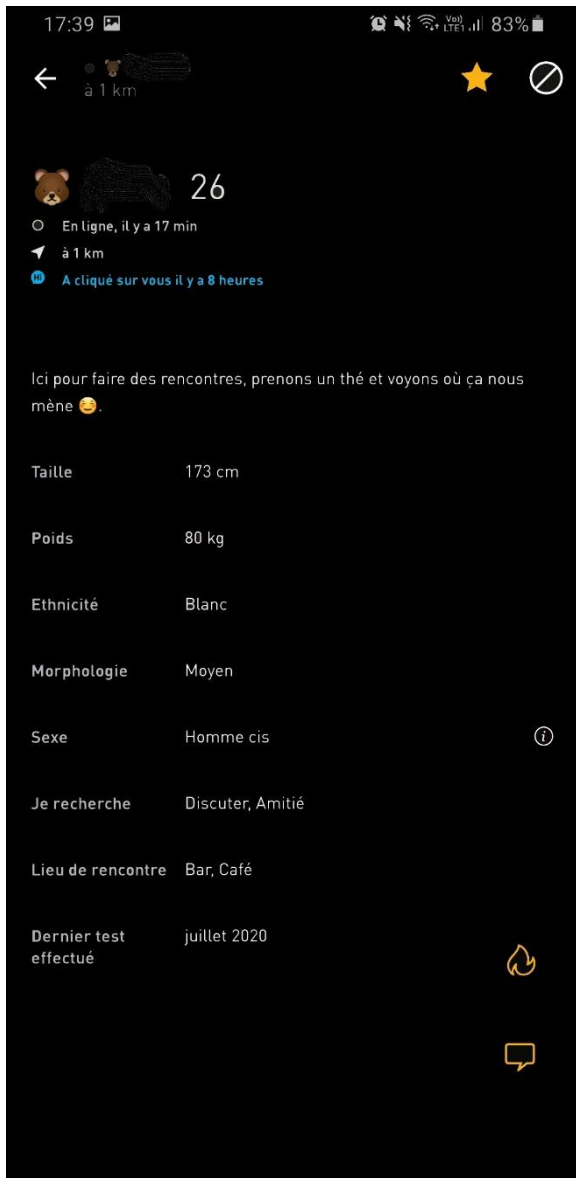 17:39
Vo)) LTE1 83%
à 1 km
26
En ligne, il y a 17 min
à 1 km
Hi A cliqué sur vous il y a 8 heures
Ici pour faire des rencontres, prenons un thé et voyons où ça nous
mène 😊.
Taille 173 cm
Poids 80 kg
Ethnicité Blanc
Morphologie Moyen
Sexe Homme cis i
Je recherche Discuter, Amitié
Lieu de rencontre Bar, Café
Dernier test juillet 2020
effectué